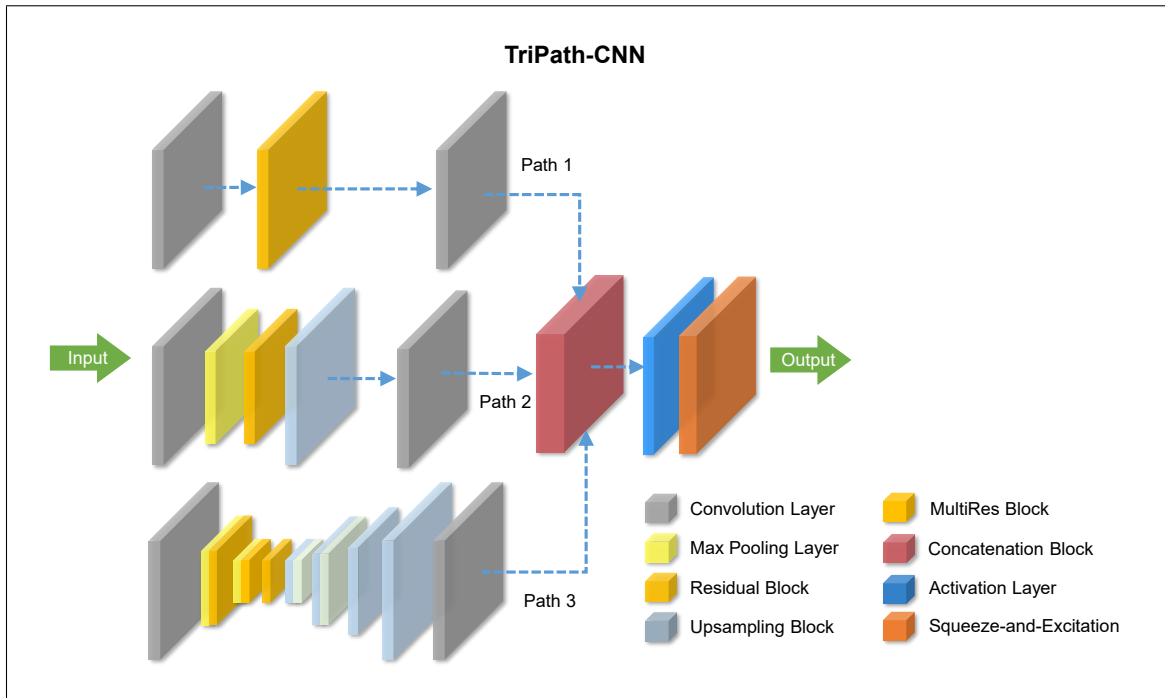 TriPath-CNN
Path 1
Input
Path 2
Output
Path 3
Convolution Layer
MultiRes Block
Max Pooling Layer
Concatenation Block
Residual Block
Activation Layer
Upsampling Block
Squeeze-and-Excitation